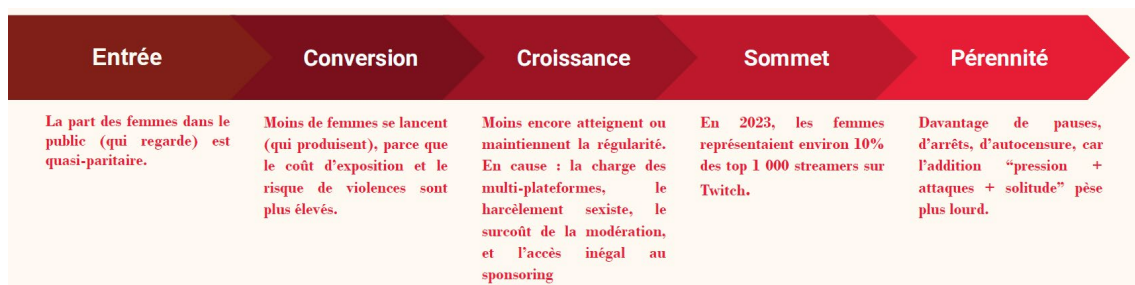 Entrée
Conversion
Croissance
Sommet
Pérennité
La part des femmes dans le
public (qui regarde) est
quasi-paritaire.
Moins de femmes se lancent
(qui produisent), parce que
le coût d’exposition et le
risque de violences sont
plus élevés.
Moins encore atteignent ou
maintiennent la régularité.
En cause : la charge des
multi-plateformes, le
harcèlement sexiste, le
surcoût de la modération,
et l’accès inégal au
sponsoring
En 2023, les femmes
représentaient environ 10%
des top 1 000 streamers sur
Twitch.
Davantage de pauses,
d’arrêts, d’autocensure, car
l’addition “pression +
attaques + solitude” pèse
plus lourd.